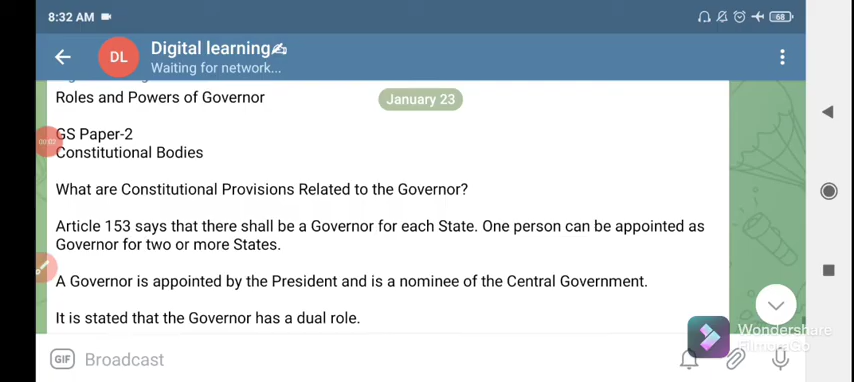 8:32 AM
68
DL
Digital learning✍
Waiting for network...
January 23
Roles and Powers of Governor
GS Paper-2
00:02
Constitutional Bodies
What are Constitutional Provisions Related to the Governor?
Article 153 says that there shall be a Governor for each State. One person can be appointed as
Governor for two or more States.
A Governor is appointed by the President and is a nominee of the Central Government.
It is stated that the Governor has a dual role.
Wondershare
FilmoraGo
GIF
Broadcast